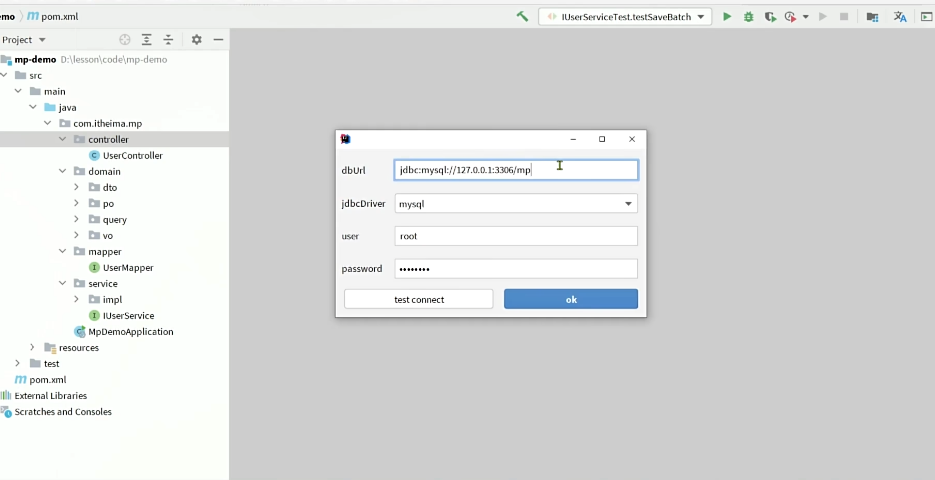 emo
pom.xml
IUserServiceTest.testSaveBatch
Project
mp-demo D:\lesson\code\mp-demo
src
main
java
com.itheima.mp
controller
UserController
domain
dto
po
query
vo
mapper
UserMapper
service
impl
IUserService
MpDemoApplication
resources
test
pom.xml
External Libraries
Scratches and Consoles
dbUrl
jdbc:mysql://127.0.0.1:3306/mp
jdbcDriver
mysql
user
root
password
••••••••
test connect
ok